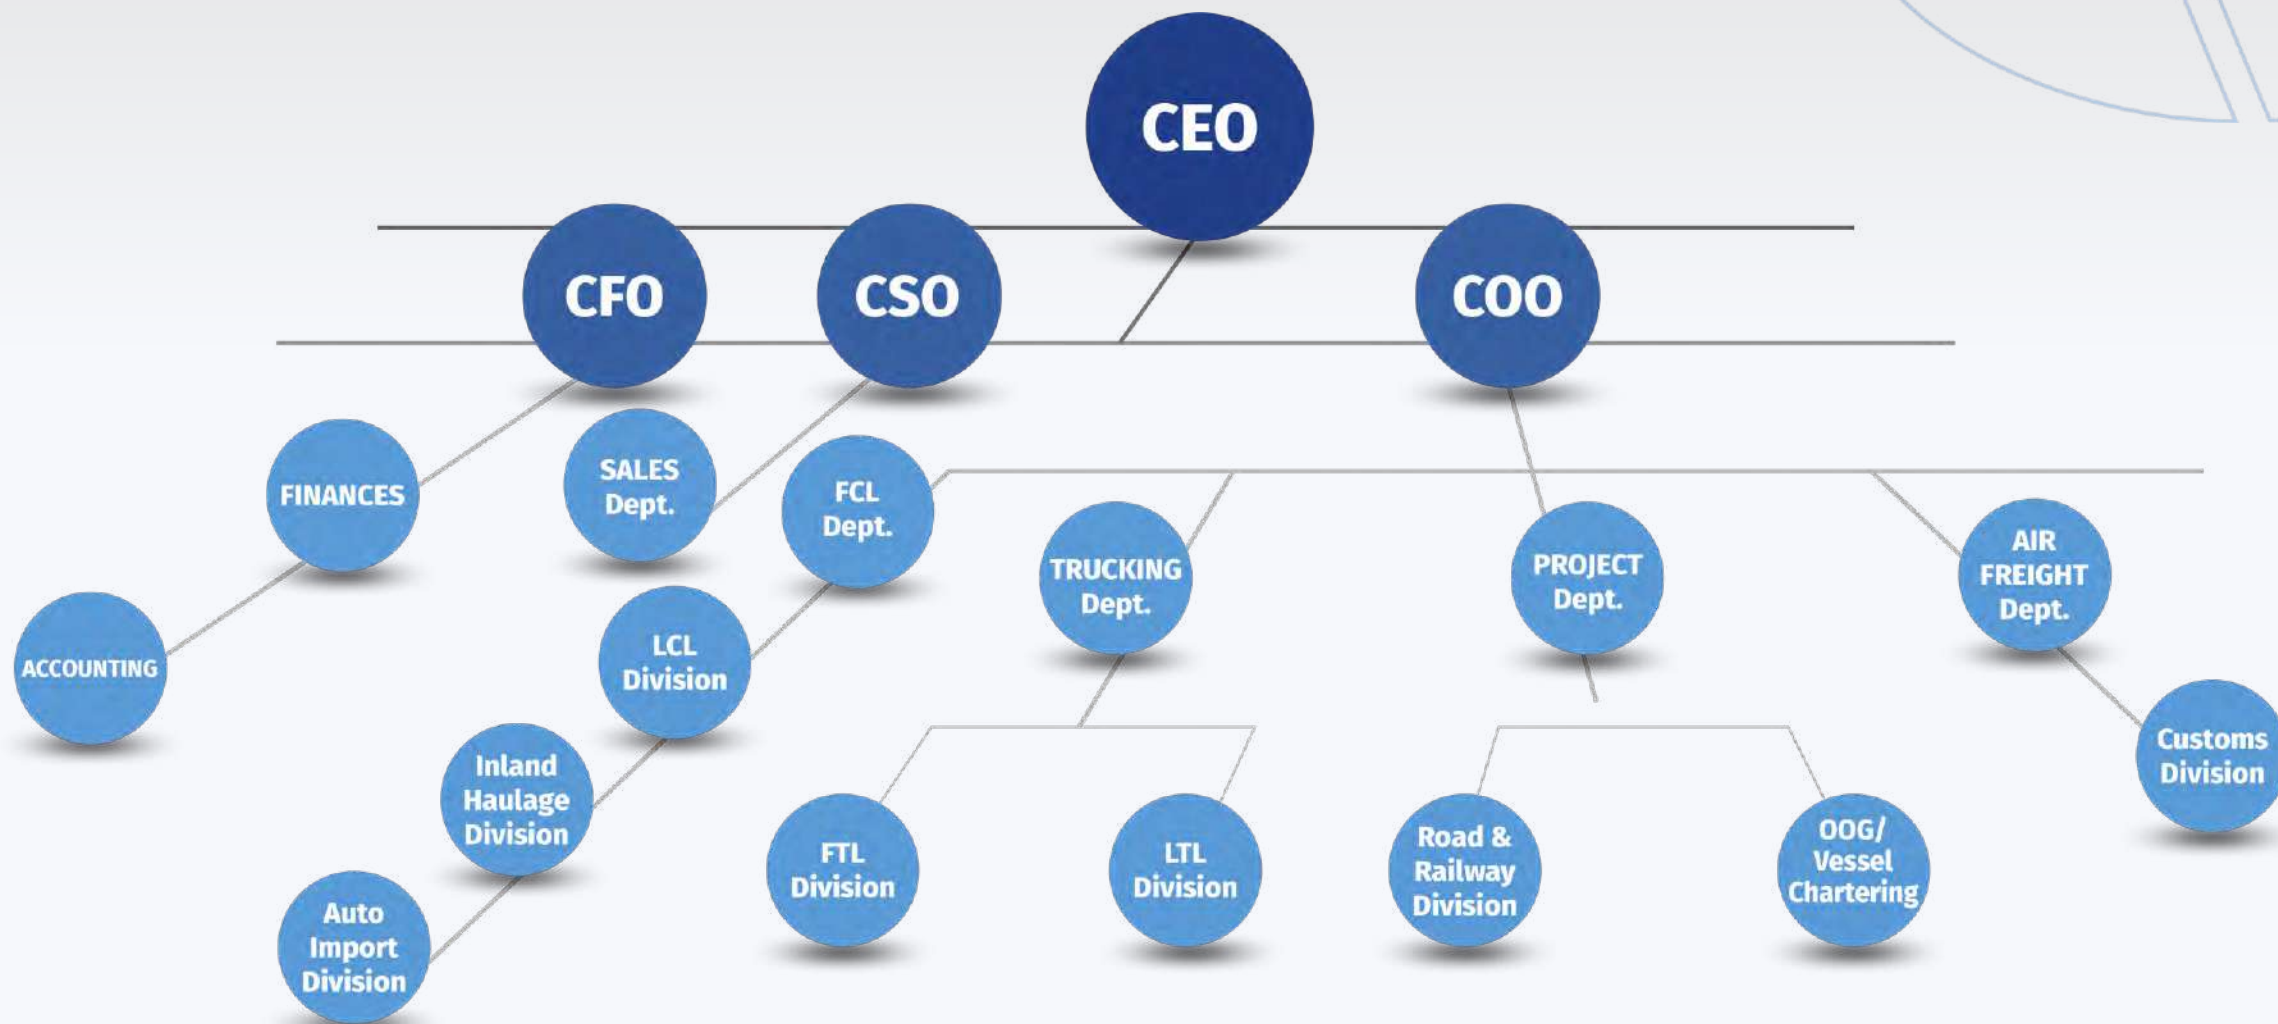 CEO
CFO
CSO
COO
FINANCES
SALES
Dept.
FCL
Dept.
TRUCKING
Dept.
PROJECT
Dept.
AIR
FREIGHT
Dept.
ACCOUNTING
LCL
Division
Customs
Division
Inland
Haulage
Division
FTL
Division
LTL
Division
Road &
Railway
Division
OOG/
Vessel
Chartering
Auto
Import
Division